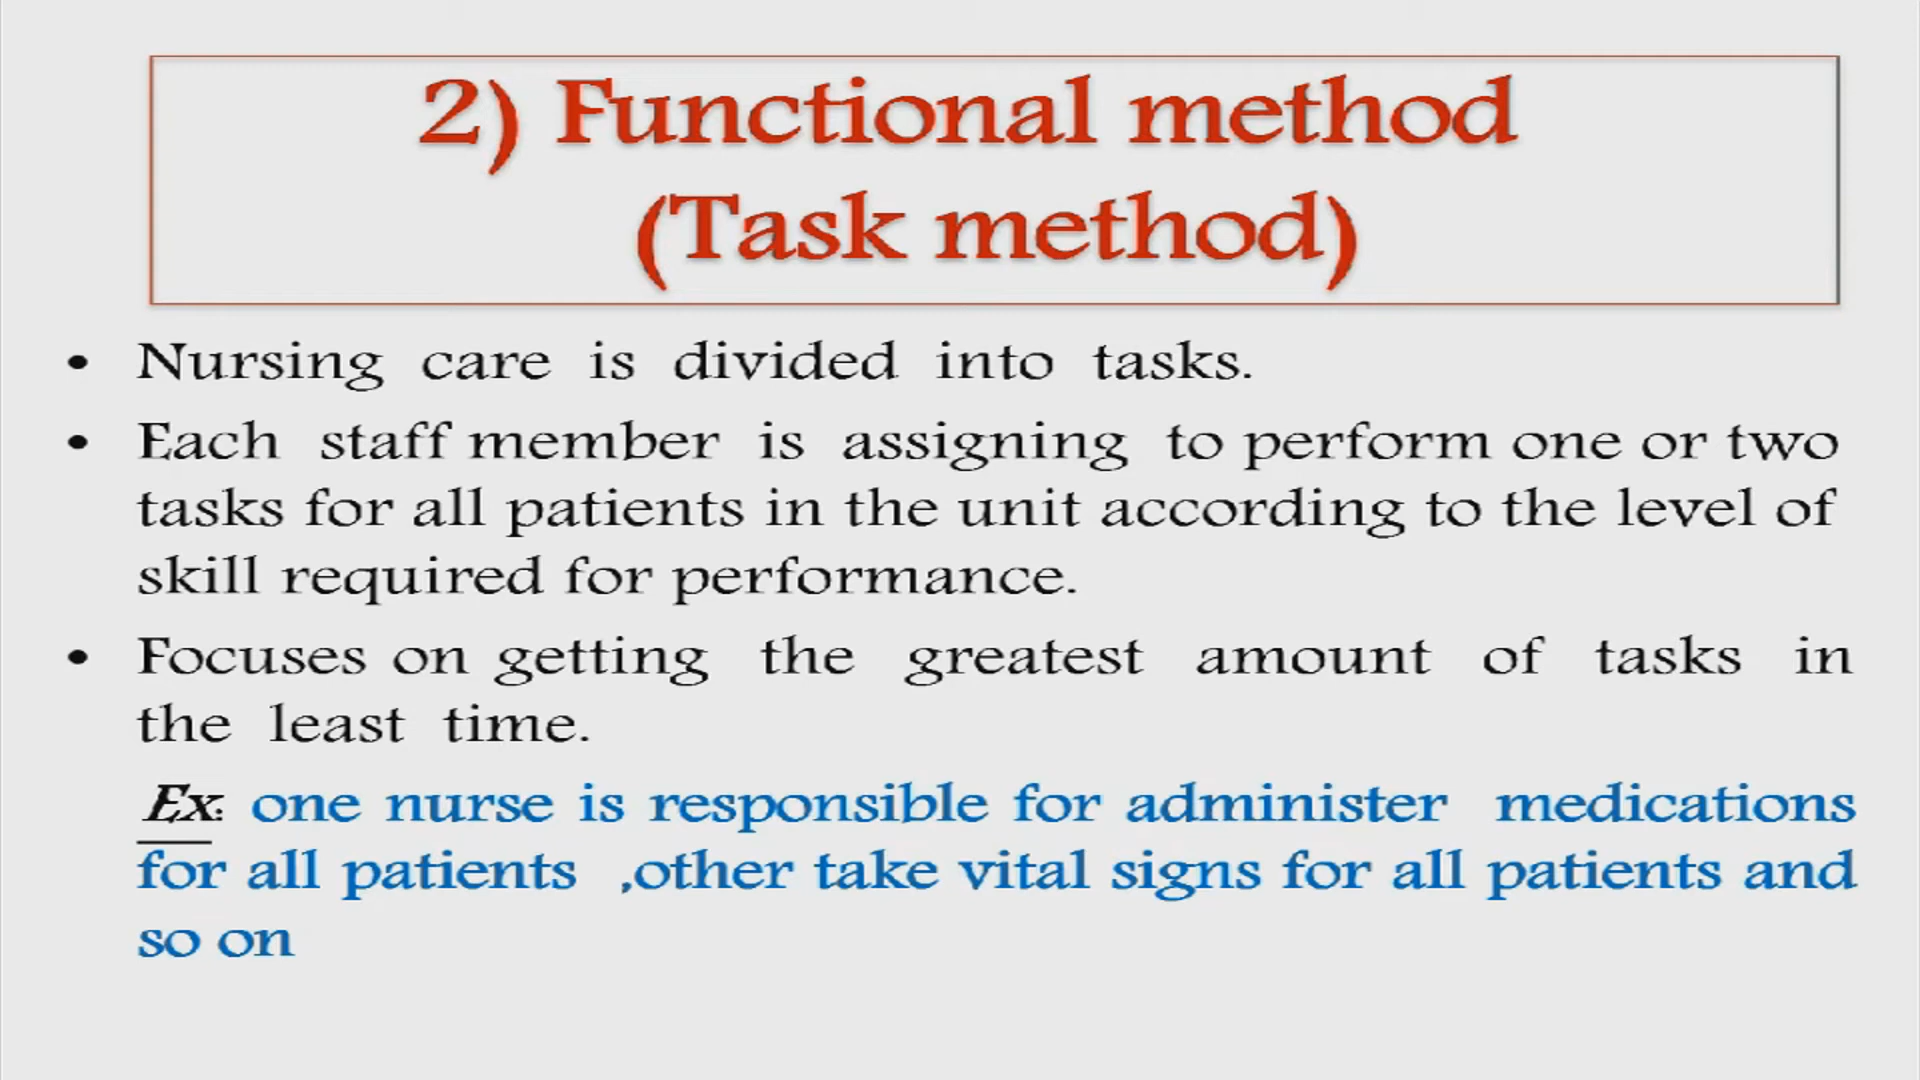 2) Functional method
(Task method)
• Nursing care is divided into tasks.
• Each staff member is assigning to perform one or two
tasks for all patients in the unit according to the level of
skill required for performance.
• Focuses on getting the greatest amount of tasks in
the least time.
Ex: one nurse is responsible for administer medications
for all patients ,other take vital signs for all patients and
so on